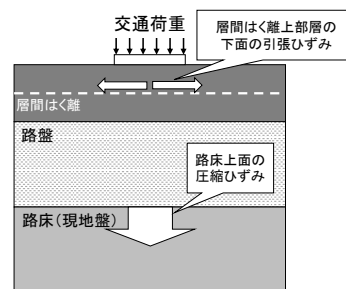 交通荷重
層間はく離上部層の
下面の引張ひずみ
層間はく離
路盤
路床上面の
圧縮ひずみ
路床(現地盤)